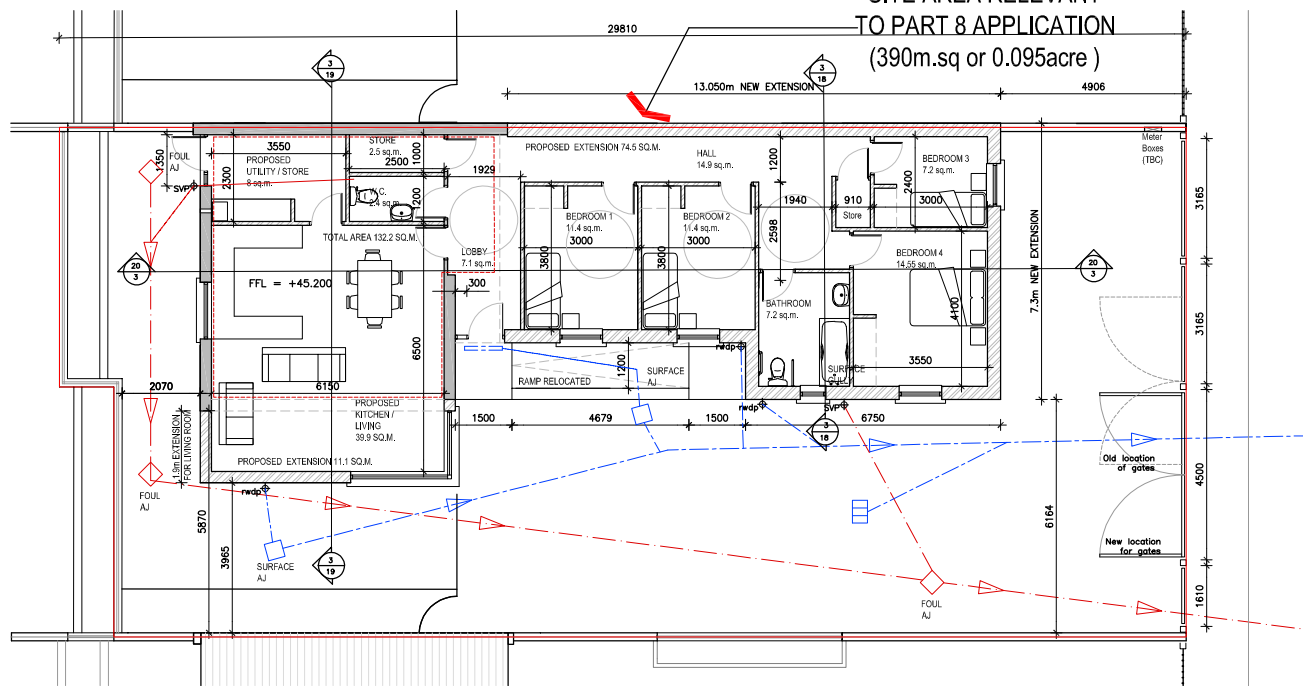 SITE AREA RELEVANT
TO PART 8 APPLICATION
(390m.sq or 0.095acre )
29810
13.050m NEW EXTENSION
4906
3
19
3
18
Meter
Boxes
(TBC)
FOUL
AJ
1350
SVP
3550
PROPOSED
UTILITY / STORE
8 sq.m.
2300
STORE
2.5 sq.m.
2500
1000
W.C.
2.4 sq.m.
1200
1929
PROPOSED EXTENSION 74.5 SQ.M.
HALL
14.9 sq.m.
1200
BEDROOM 3
7.2 sq.m.
2400
3000
1940
910
Store
2598
3165
TOTAL AREA 132.2 SQ.M.
LOBBY
7.1 sq.m.
300
BEDROOM 1
11.4 sq.m.
3000
3800
BEDROOM 2
11.4 sq.m.
3000
3800
BEDROOM 4
14.55 sq.m.
4100
3550
7.3m NEW EXTENSION
20
3
20
3
FFL = +45.200
BATHROOM
7.2 sq.m.
3165
6500
2070
6150
1200
RAMP RELOCATED
SURFACE
AJ
rwdp
SURFACE
rwdp
SVP
PROPOSED
KITCHEN /
LIVING
39.9 SQ.M.
1500
4679
1500
6750
3
18
1.9m EXTENSION
FOR LIVING ROOM
PROPOSED EXTENSION 11.1 SQ.M.
Old location
of gates
4500
FOUL
AJ
rwdp
5870
3965
6164
New location
for gates
SURFACE
AJ
3
19
FOUL
AJ
1610